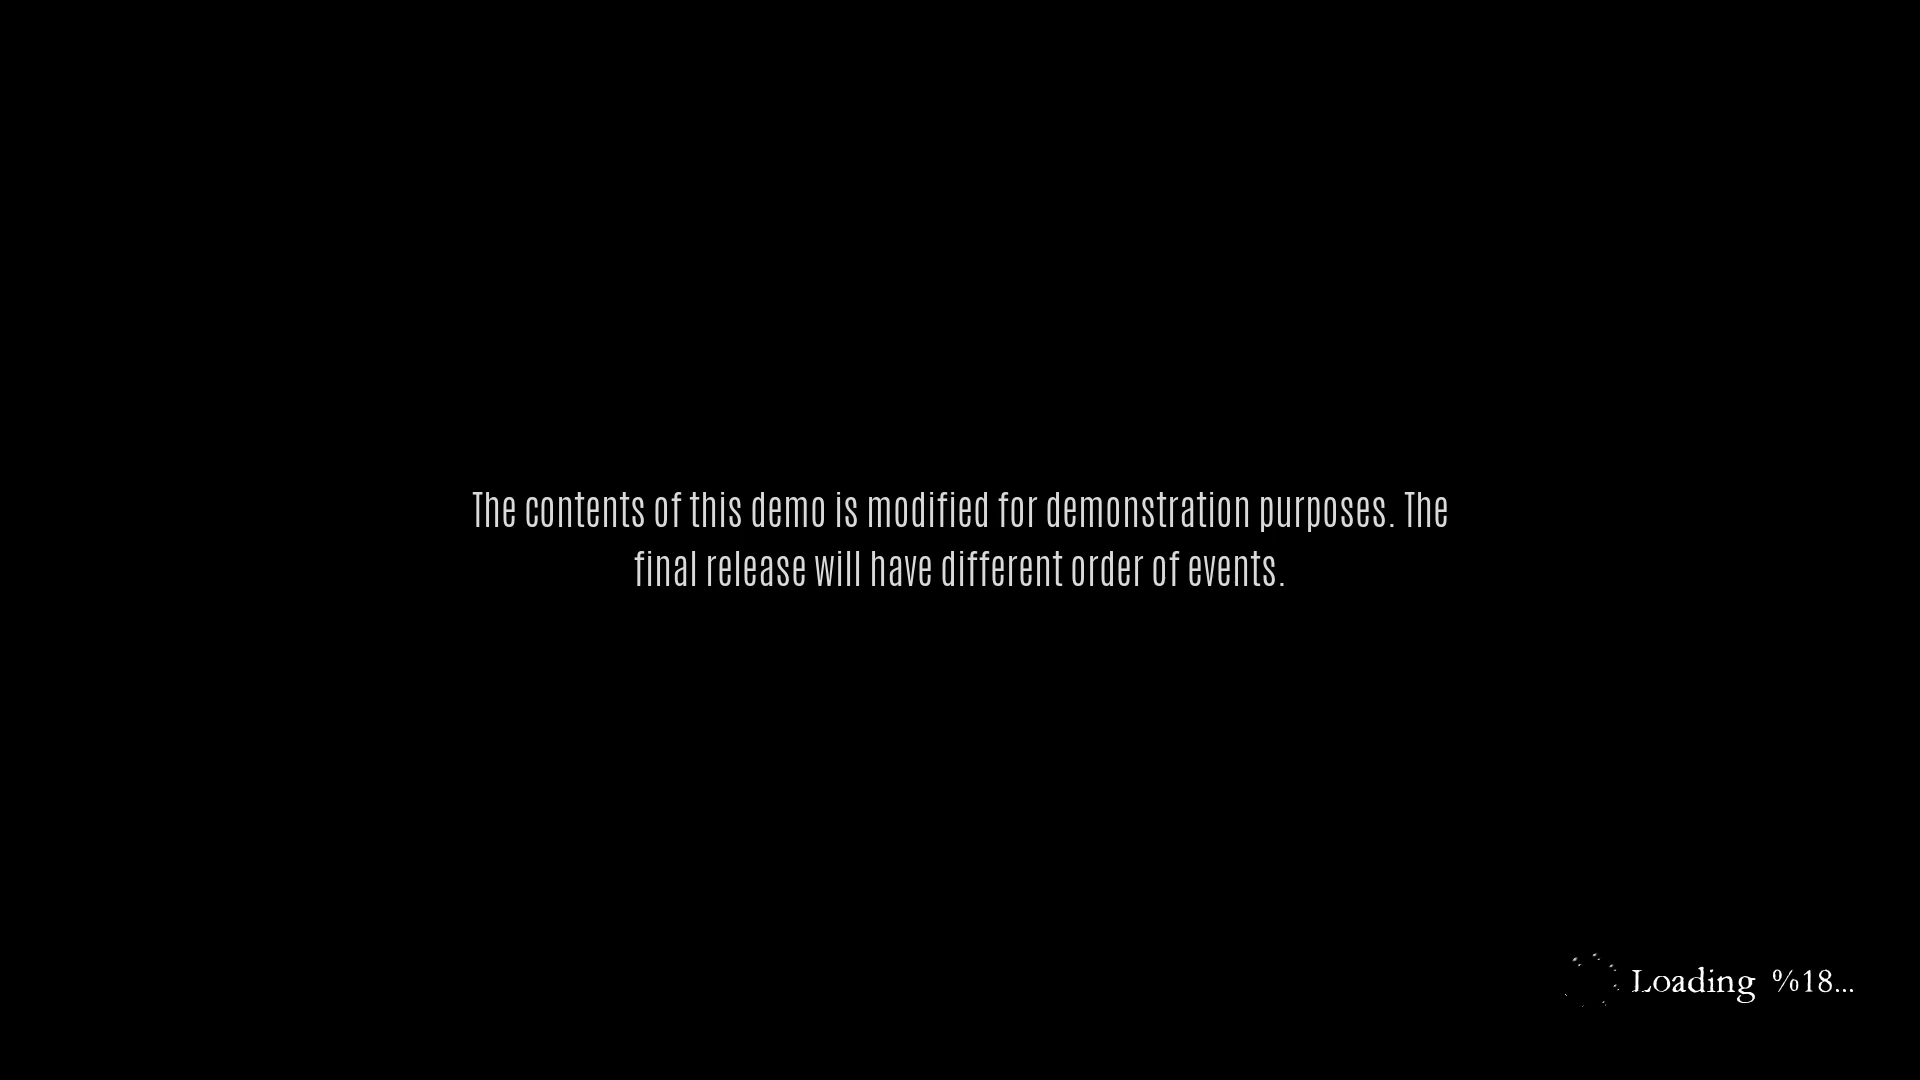 The contents of this demo is modified for demonstration purposes. The
final release will have different order of events.
Loading %18...